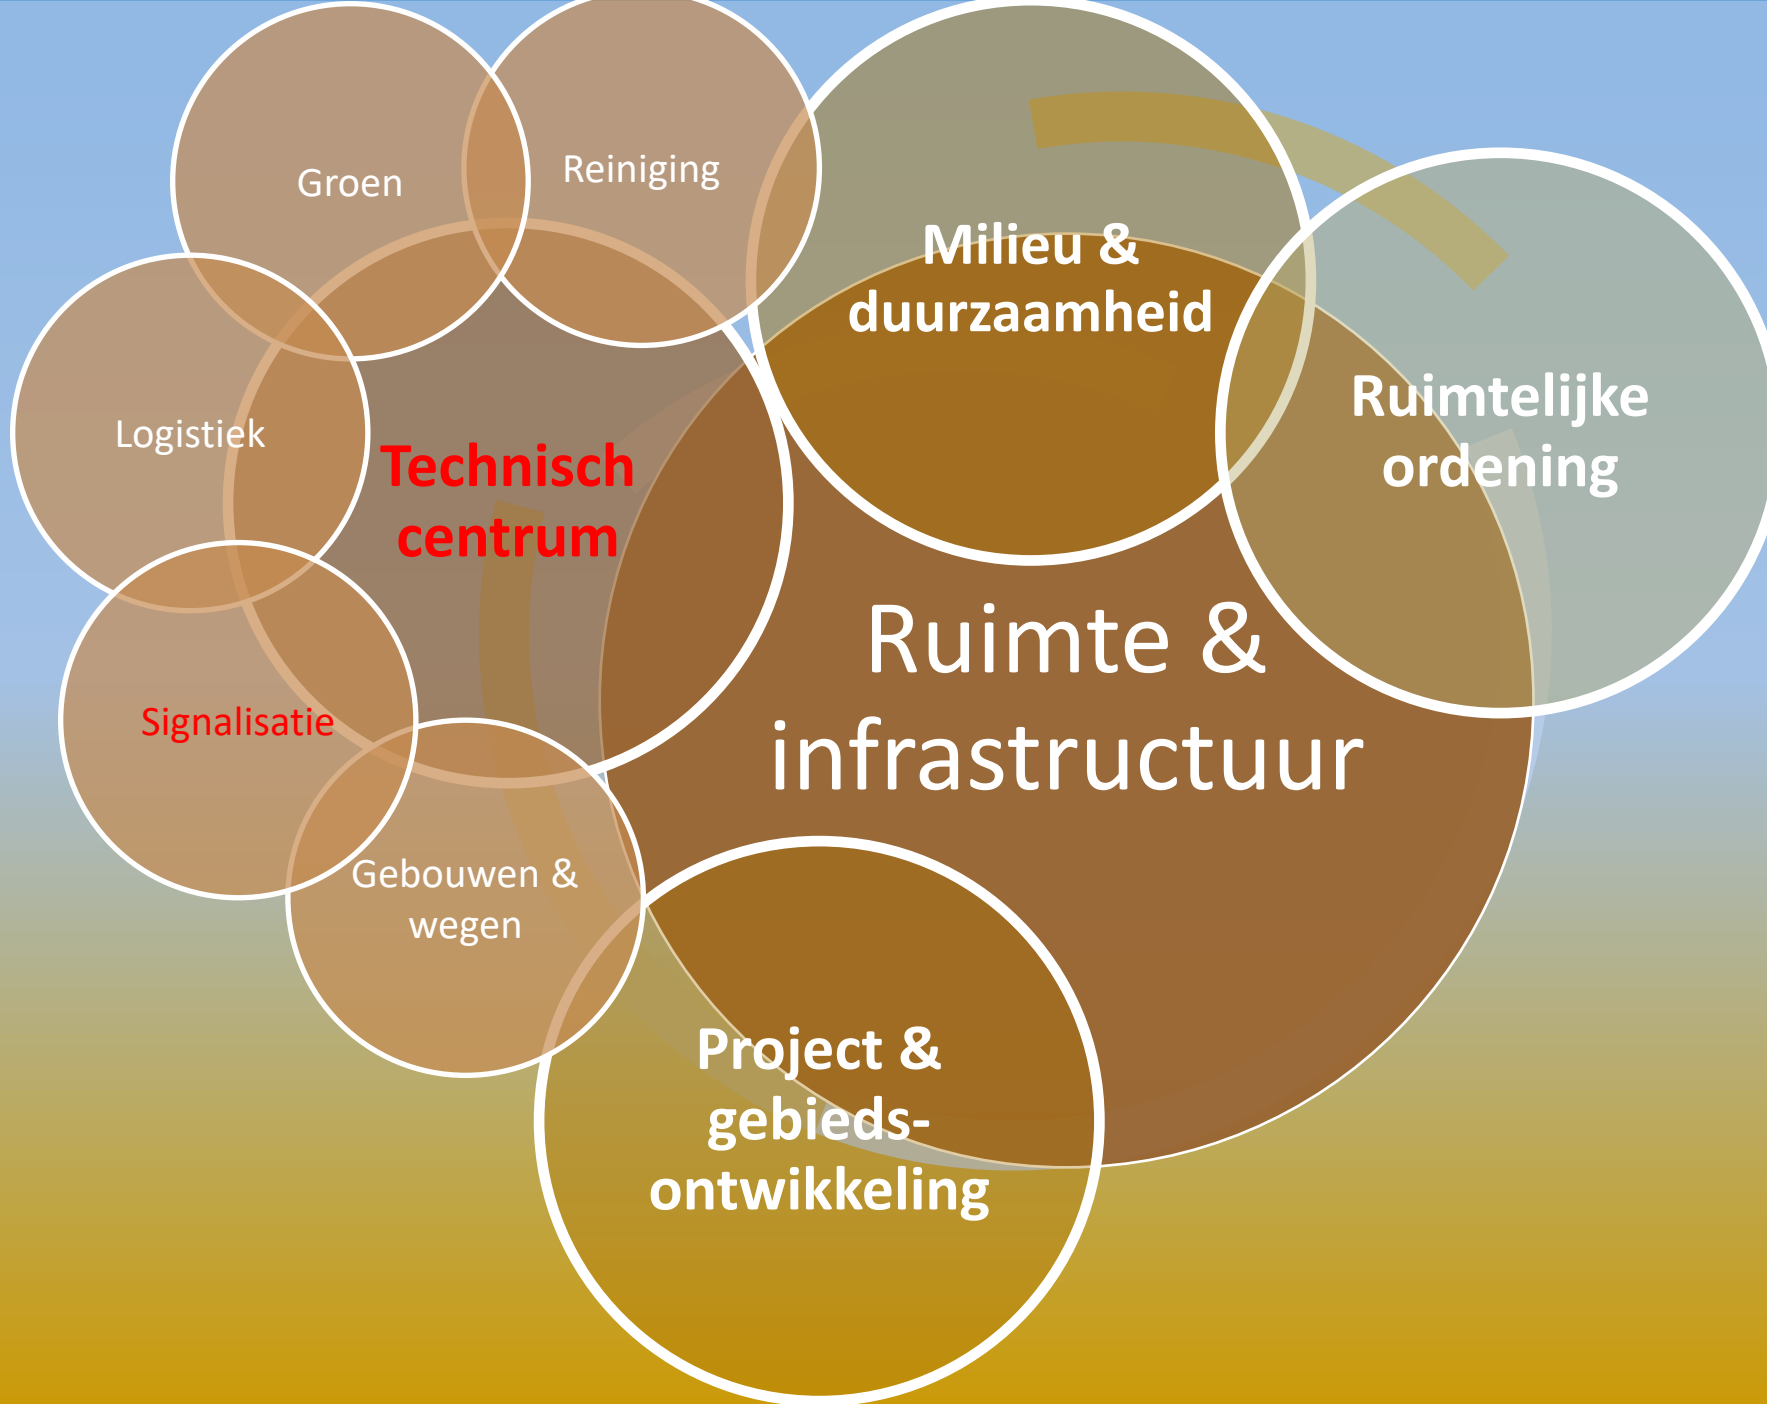 Groen
Reiniging
Milieu &
duurzaamheid
Ruimtelijke
ordening
Logistiek
Technisch
centrum
Ruimte &
infrastructuur
Signalisatie
Gebouwen &
wegen
Project &
gebieds-
ontwikkeling